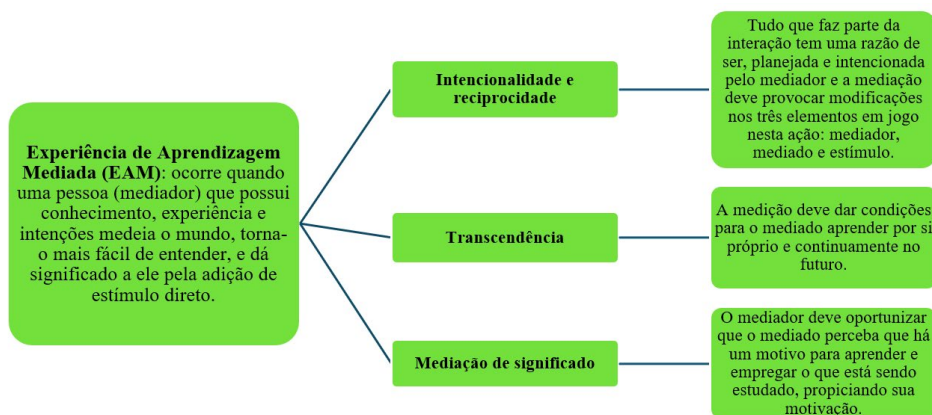 Experiência de Aprendizagem
Mediada (EAM): ocorre quando
uma pessoa (mediador) que possui
conhecimento, experiência e
intenções medeia o mundo, torna-
o mais fácil de entender, e dá
significado a ele pela adição de
estímulo direto.
Intencionalidade e
reciprocidade
Tudo que faz parte da
interação tem uma razão de
ser, planejada e intencionada
pelo mediador e a mediação
deve provocar modificações
nos três elementos em jogo
nesta ação: mediador,
mediado e estímulo.
Transcendência
A medição deve dar condições
para o mediado aprender por si
próprio e continuamente no
futuro.
Mediação de significado
O mediador deve oportunizar
que o mediado perceba que há
um motivo para aprender e
empregar o que está sendo
estudado, propiciando sua
motivação.